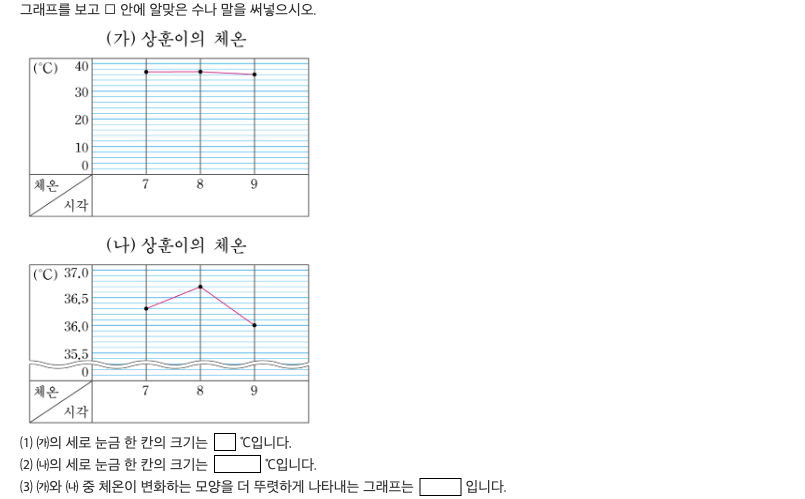 그래프를 보고 □ 안에 알맞은 수나 말을 써넣으시오.
(가) 상훈이의 체온
(℃) 40
30
20
10
0
체온
시각
7 8 9
(나) 상훈이의 체온
(℃) 37.0
36.5
36.0
35.5
0
체온
시각
7 8 9
(1) ㈎의 세로 눈금 한 칸의 크기는 □ ℃입니다.
(2) ㈏의 세로 눈금 한 칸의 크기는 □ ℃입니다.
(3) ㈎와 ㈏ 중 체온이 변화하는 모양을 더 뚜렷하게 나타내는 그래프는 □ 입니다.